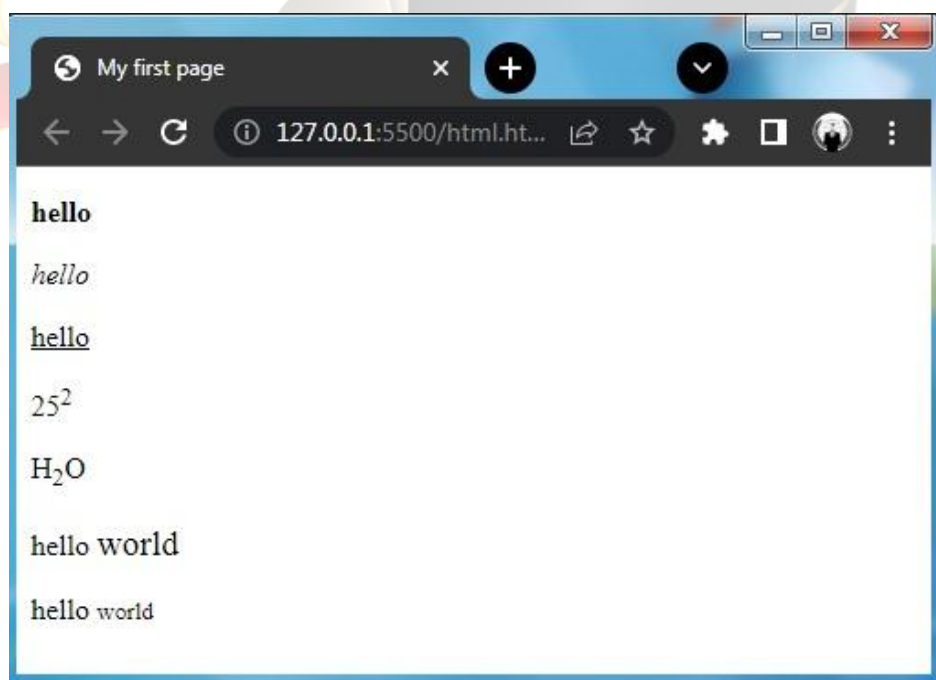 My first page
127.0.0.1:5500/html.ht...
hello
hello
hello
25²
H₂O
hello world
hello world